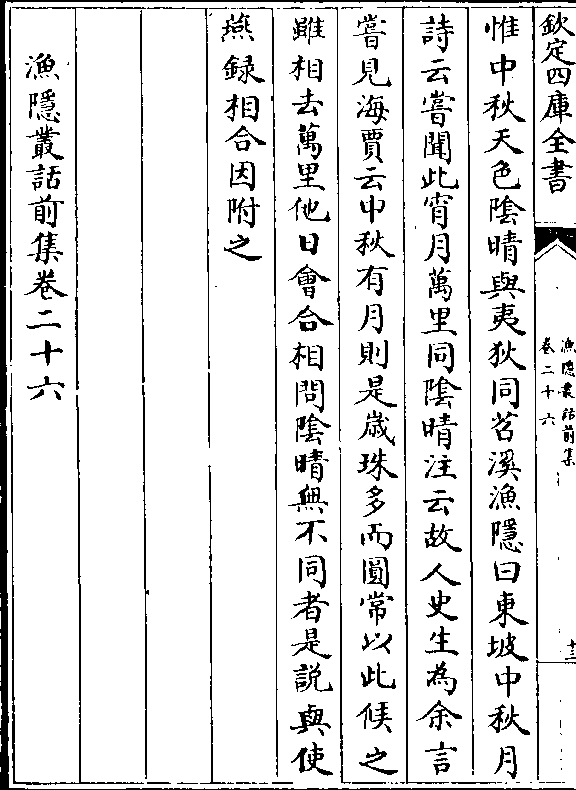 欽定四庫全書
漁隱叢話前集
卷二十六
十三
惟中秋天色陰晴與夷狄同苕溪漁隱曰東坡中秋月
詩云嘗聞此宵月萬里同陰晴注云故人史生為余言
嘗見海賈云中秋有月則是歲珠多而圓常以此候之
雖相去萬里他日會合相問陰晴無不同者是説與使
燕録相合因附之
漁隱叢話前集卷二十六